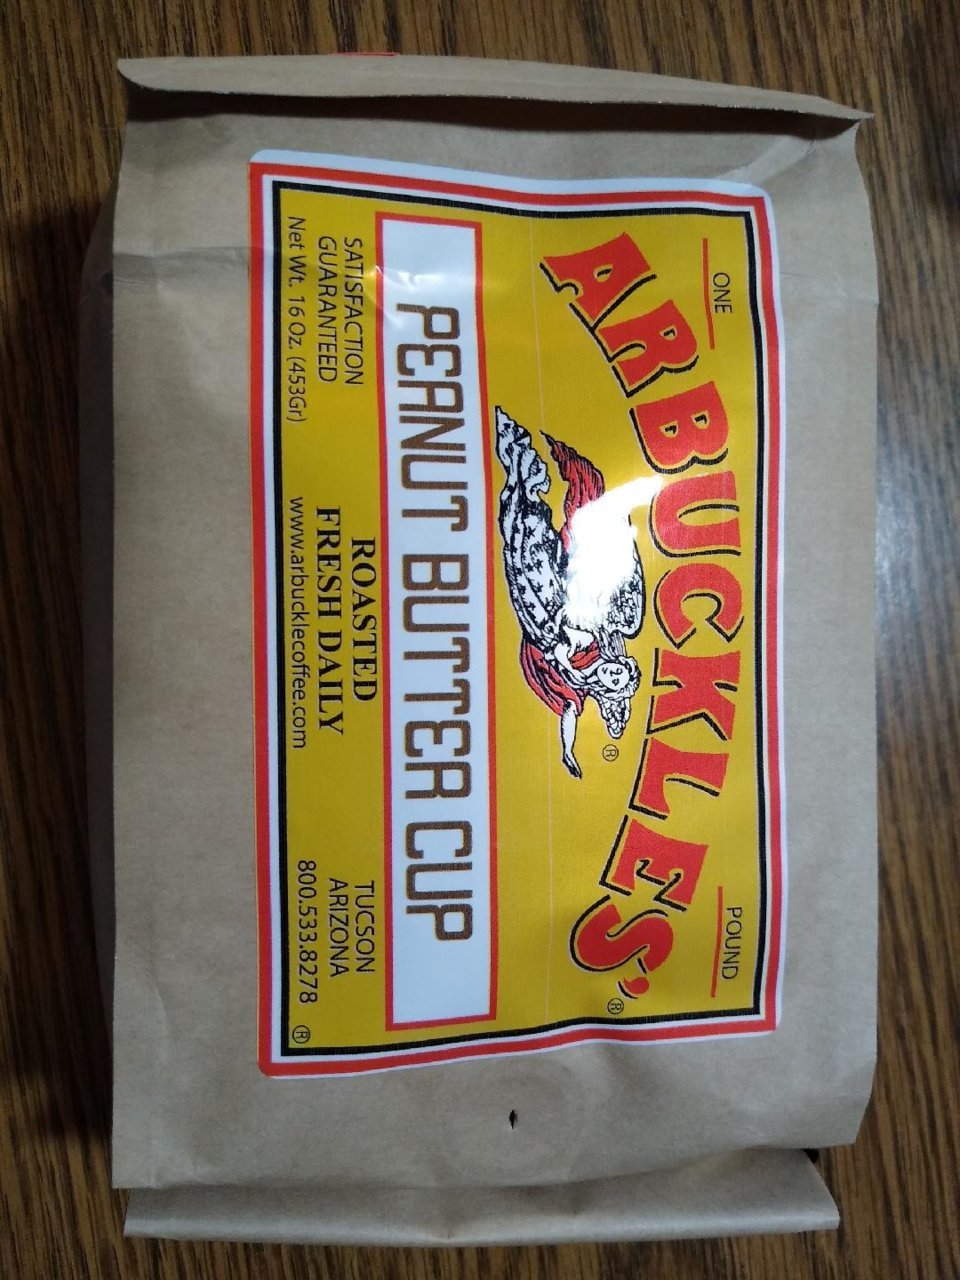 ONE
POUND
ARBUCKLES'®
®
PEANUT BUTTER CUP
SATISFACTION
GUARANTEED
Net Wt. 16 Oz. (453Gr)
ROASTED
FRESH DAILY
www.arbucklecoffee.com
TUCSON
ARIZONA
800.533.8278
®